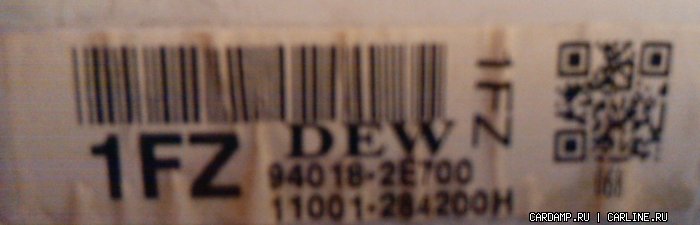 1FZ
DEW
1FZ
94018-2E700
11001-284200H
CARDAMP.RU | CARLINE.RU